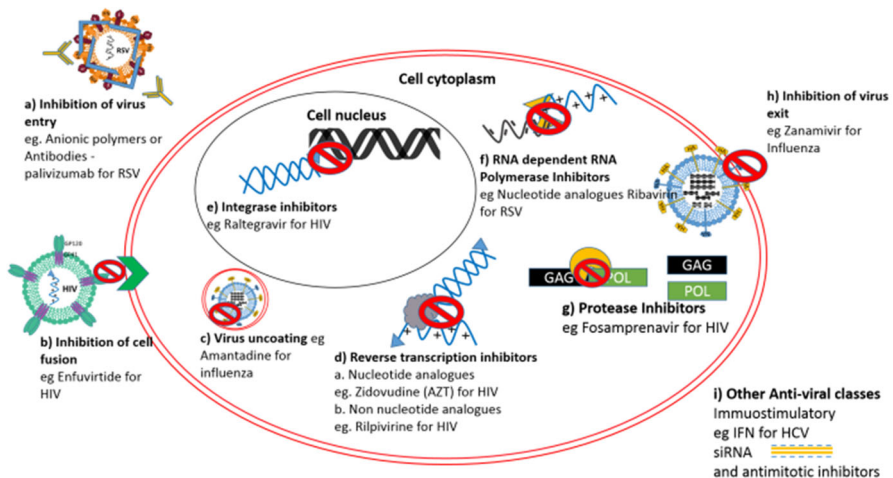 RSV
a) Inhibition of virus
entry
eg. Anionic polymers or
Antibodies -
palivizumab for RSV
Cell cytoplasm
Cell nucleus
e) Integrase inhibitors
eg Raltegravir for HIV
f) RNA dependent RNA
Polymerase Inhibitors
eg Nucleotide analogues Ribavirin
for RSV
h) Inhibition of virus
exit
eg Zanamivir for
Influenza
GP120
GP41
HIV
b) Inhibition of cell
fusion
eg Enfuvirtide for
HIV
c) Virus uncoating eg
Amantadine for
influenza
d) Reverse transcription inhibitors
a. Nucleotide analogues
eg. Zidovudine (AZT) for HIV
b. Non nucleotide analogues
eg. Rilpivirine for HIV
GAG POL
GAG
POL
g) Protease Inhibitors
eg Fosamprenavir for HIV
i) Other Anti-viral classes
Immuostimulatory
eg IFN for HCV
siRNA
and antimitotic inhibitors